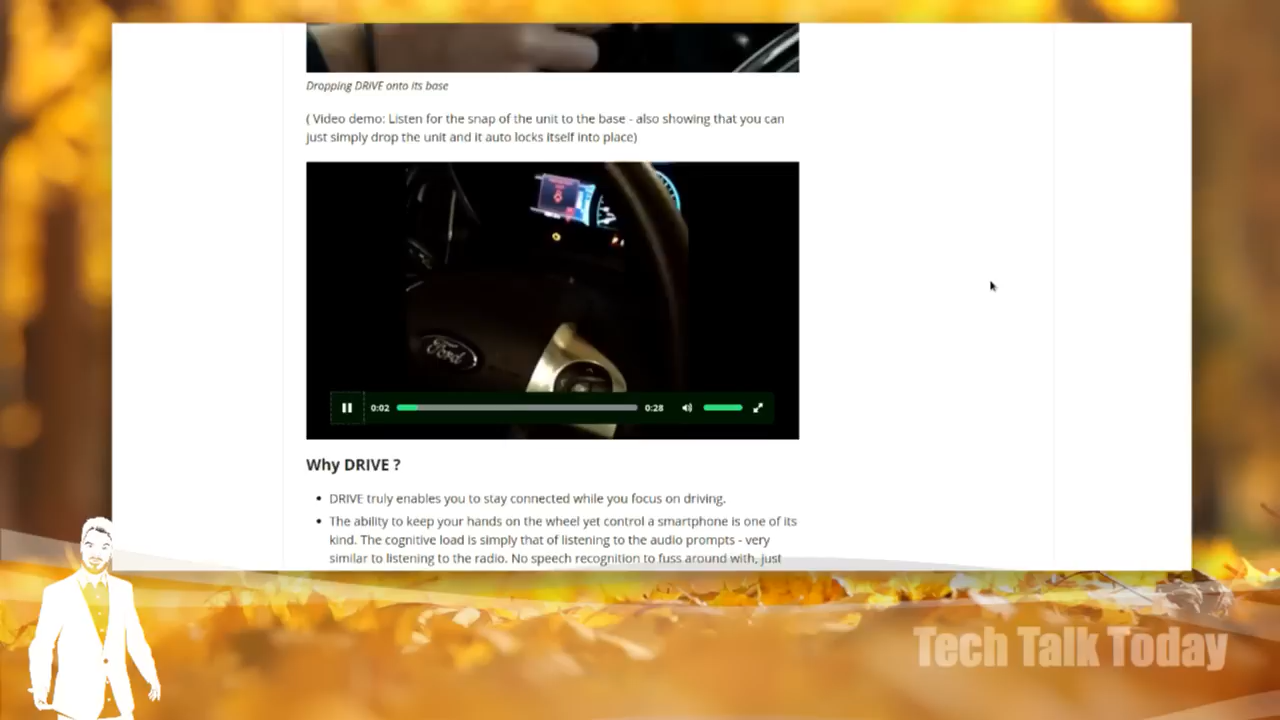 Dropping DRIVE onto its base
( Video demo: Listen for the snap of the unit to the base - also showing that you can
just simply drop the unit and it auto locks itself into place)
Ford
0:02
0:28
Why DRIVE ?
DRIVE truly enables you to stay connected while you focus on driving.
The ability to keep your hands on the wheel yet control a smartphone is one of its
kind. The cognitive load is simply that of listening to the audio prompts - very
similar to listening to the radio. No speech recognition to fuss around with, just
Tech Talk Today